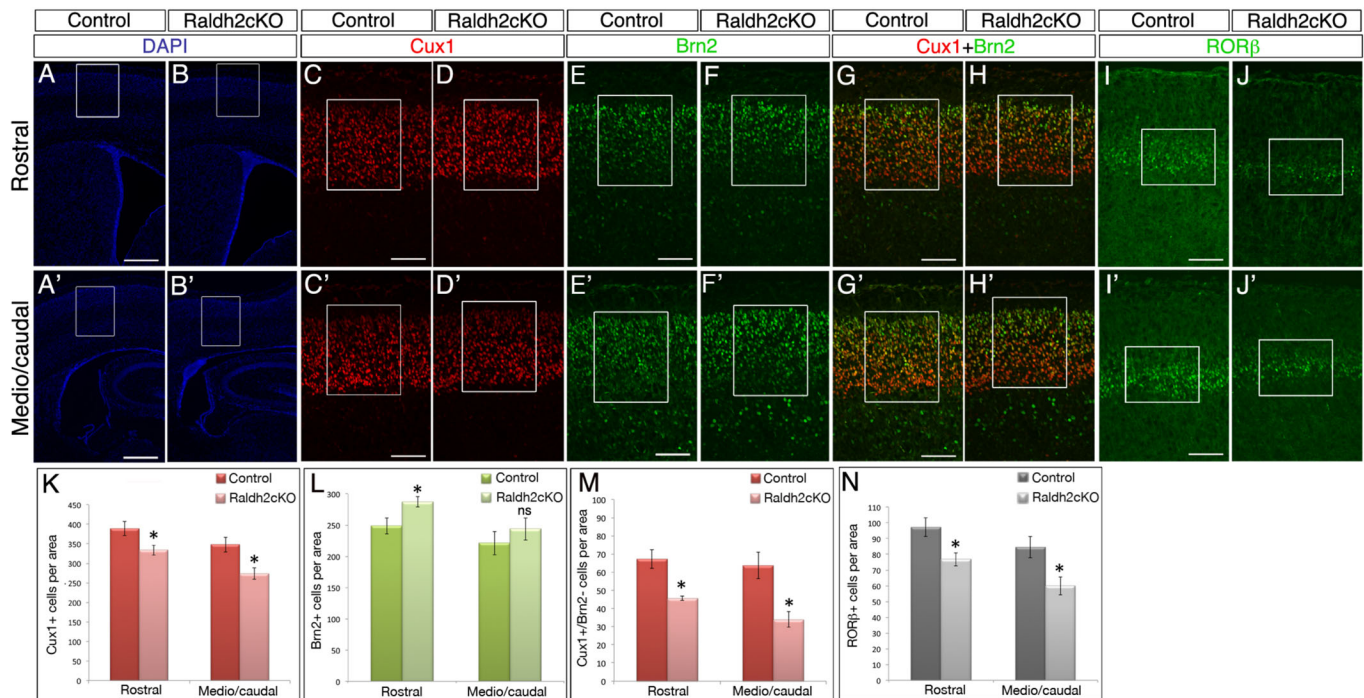 Control Raldh2cKO Control Raldh2cKO Control Raldh2cKO Control Raldh2cKO Control Raldh2cKO
DAPI Cux1 Brn2 Cux1+Brn2 RORβ
Rostral
A B C D E F G H I J
Medio/caudal
A' B' C' D' E' F' G' H' I' J'
K
Control
Raldh2cKO
Cux1+ cells per area
450
400
350
300
-250
200
150
100
50
0
* *
Rostral Medio/caudal
L
Control
Raldh2cKO
Brn2+ cells per area
300
250
200
150
100
50
0
* ns
Rostral Medio/caudal
M
Control
Raldh2cKO
Cux1+/Brn2- cells per area
100
90
80
70
60
50
40
30
20
10
0
* *
Rostral Medio/caudal
N
Control
Raldh2cKO
RORβ+ cells per area
110
100
90
80
70
60
50
40
30
20
10
0
* *
Rostral Medio/caudal